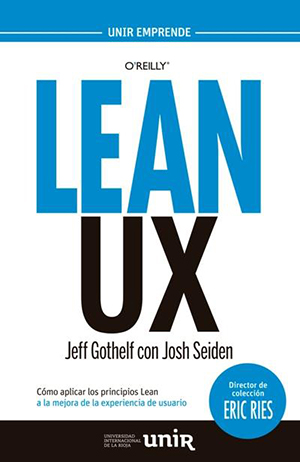 UNIR EMPRENDE
O'REILLY®
LEAN
UX
Jeff Gothelf con Josh Seiden
Cómo aplicar los principios Lean
a la mejora de la experiencia de usuario
Director de
colección
ERIC RIES
UNIVERSIDAD
INTERNACIONAL
DE LA RIOJA
unir